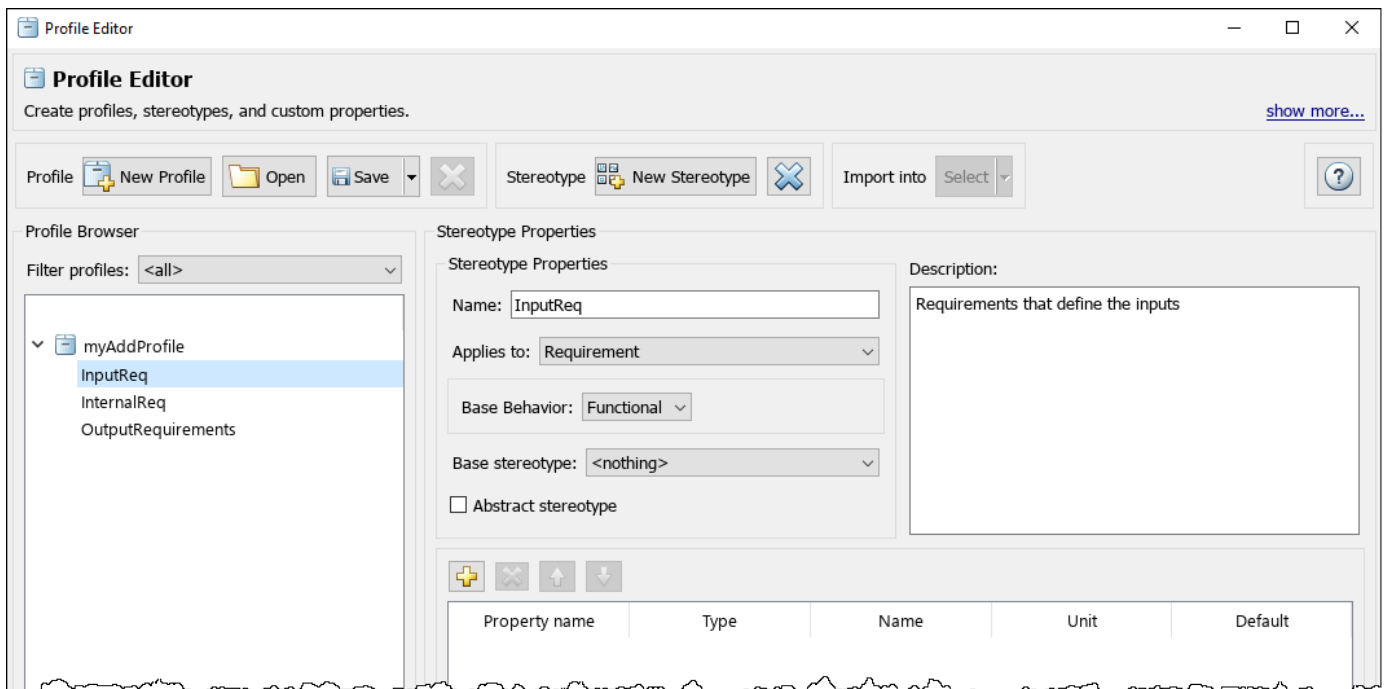 Profile Editor
Profile Editor
Create profiles, stereotypes, and custom properties.
show more...
Profile New Profile Open Save Stereotype New Stereotype Import into Select ?
Profile Browser
Filter profiles: <all>
myAddProfile
InputReq
InternalReq
OutputRequirements
Stereotype Properties
Stereotype Properties
Name: InputReq
Applies to: Requirement
Base Behavior: Functional
Base stereotype: <nothing>
Abstract stereotype
Description:
Requirements that define the inputs
Property name Type Name Unit Default